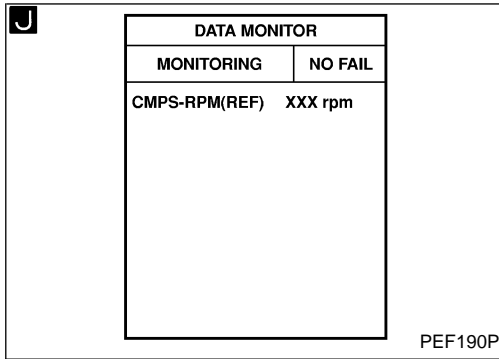 J
DATA MONITOR
MONITORING NO FAIL
CMPS-RPM(REF) XXX rpm
PEF190P